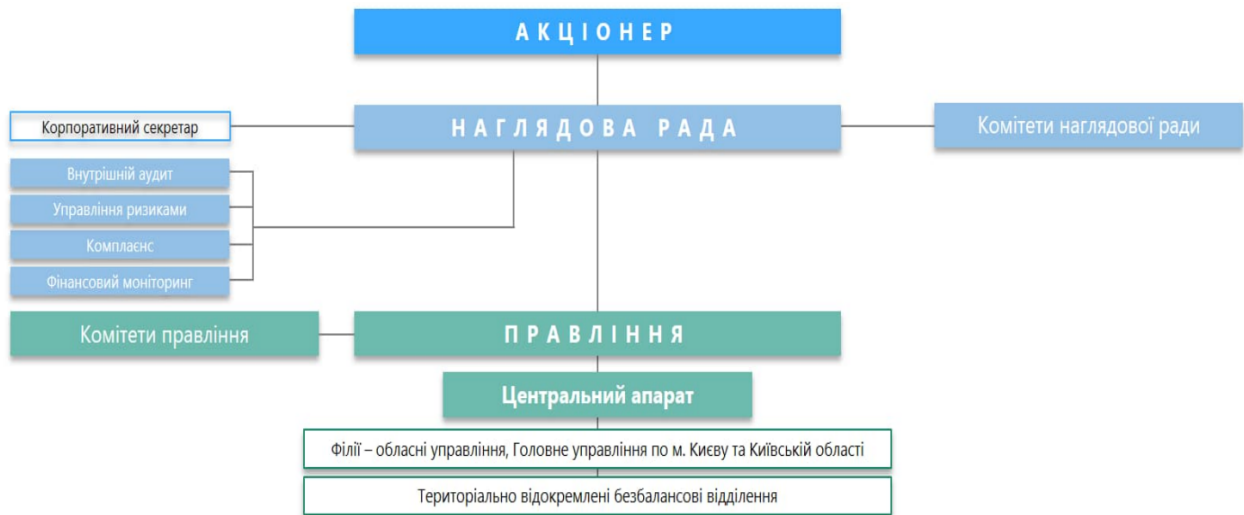 АКЦІОНЕР
Корпоративний секретар
НАГЛЯДОВА РАДА
Комітети наглядової ради
Внутрішній аудит
Управління ризиками
Комплаєнс
Фінансовий моніторинг
Комітети правління
ПРАВЛІННЯ
Центральний апарат
Філії – обласні управління, Головне управління по м. Києву та Київській області
Територіально відокремлені безбалансові відділення